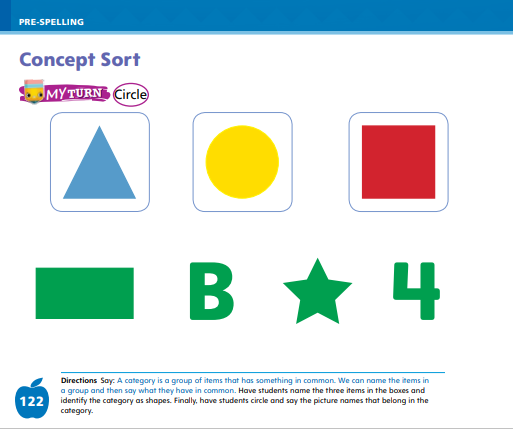 PRE-SPELLING
Concept Sort
MY TURN Circle
B 4
Directions Say: A category is a group of items that has something in common. We can name the items in
a group and then say what they have in common. Have students name the three items in the boxes and
identify the category as shapes. Finally, have students circle and say the picture names that belong in the
category.
122